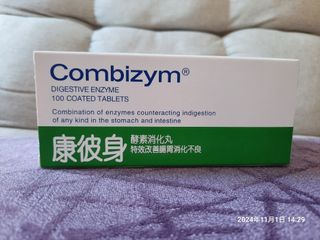 Combizym®
DIGESTIVE ENZYME
100 COATED TABLETS
Combination of enzymes counteracting indigestion
of any kind in the stomach and intestine
康彼身
酵素消化丸
特效改善腸胃消化不良
2024年11月1日 14:29